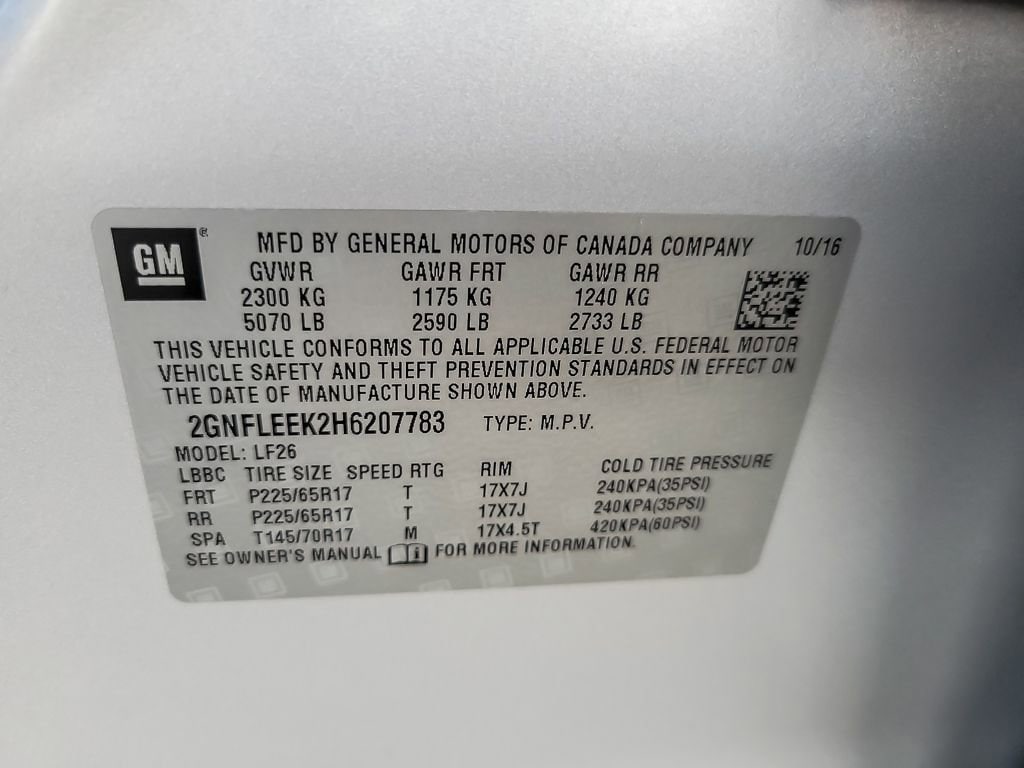 GM ® MFD BY GENERAL MOTORS OF CANADA COMPANY 10/16
GVWR GAWR FRT GAWR RR
2300 KG 1175 KG 1240 KG
5070 LB 2590 LB 2733 LB
THIS VEHICLE CONFORMS TO ALL APPLICABLE U.S. FEDERAL MOTOR
VEHICLE SAFETY AND THEFT PREVENTION STANDARDS IN EFFECT ON
THE DATE OF MANUFACTURE SHOWN ABOVE.
2GNFLEEK2H6207783 TYPE: M.P.V.
MODEL: LF26
LBBC TIRE SIZE SPEED RTG RIM COLD TIRE PRESSURE
FRT P225/65R17 T 17X7J 240KPA(35PSI)
RR P225/65R17 T 17X7J 240KPA(35PSI)
SPA T145/70R17 M 17X4.5T 420KPA(60PSI)
SEE OWNER'S MANUAL i FOR MORE INFORMATION.